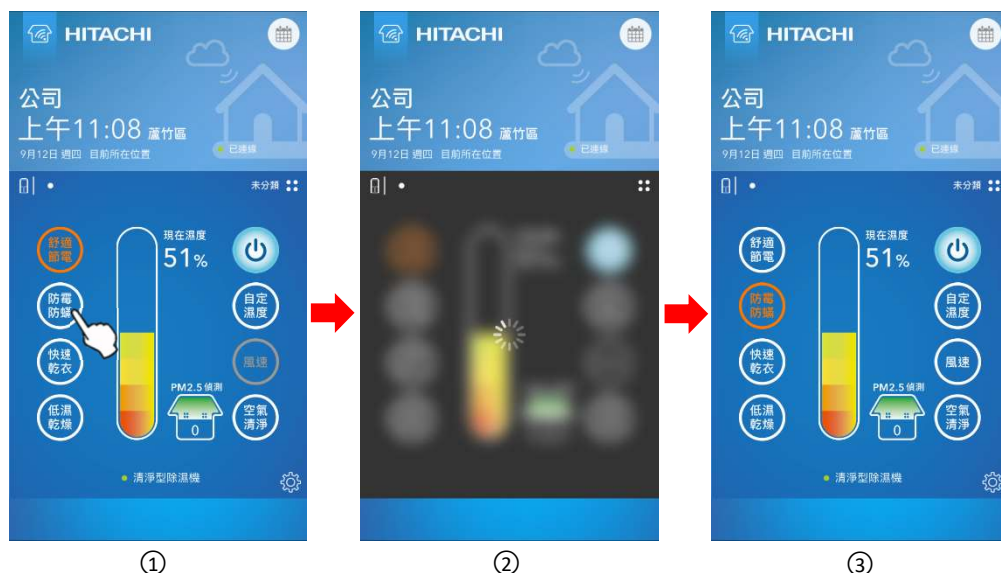 HITACHI
公司
上午11:08 蘆竹區
9月12日 週四 目前所在位置
已連線
未分類
舒適
節電
現在濕度
51%
防霉
防蟎
自定
濕度
快速
乾衣
風速
PM2.5 偵測
低濕
乾燥
0
空氣
清淨
清淨型除濕機
①
HITACHI
公司
上午11:08 蘆竹區
9月12日 週四 目前所在位置
已連線
②
HITACHI
公司
上午11:08 蘆竹區
9月12日 週四 目前所在位置
已連線
未分類
舒適
節電
現在濕度
51%
防霉
防蟎
自定
濕度
快速
乾衣
風速
PM2.5 偵測
低濕
乾燥
0
空氣
清淨
清淨型除濕機
③